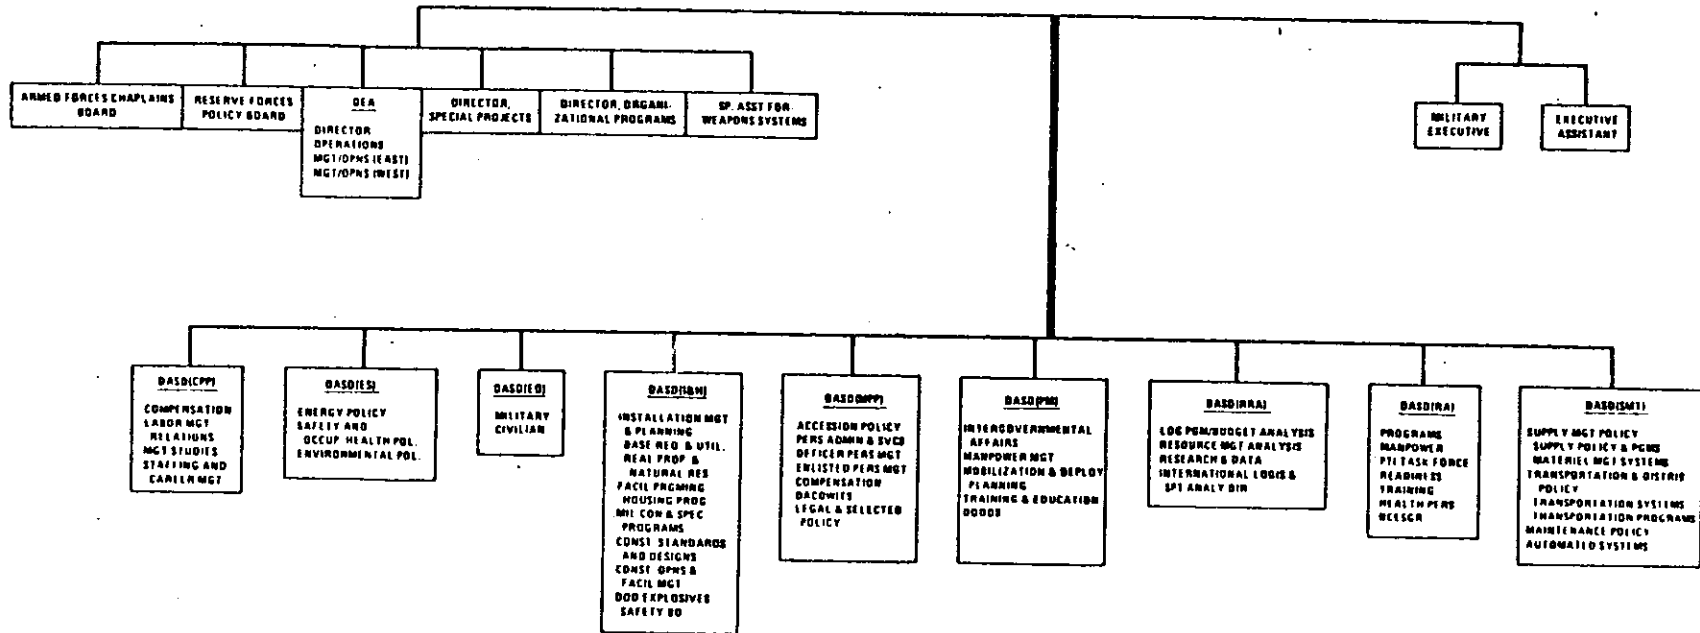 ARMED FORCES CHAPLAINS
BOARD
RESERVE FORCES
POLICY BOARD
OEA
DIRECTOR
OPERATIONS
MGT/OPNS (EAST)
MGT/OPNS (WEST)
DIRECTOR,
SPECIAL PROJECTS
DIRECTOR, ORGANI-
ZATIONAL PROGRAMS
SP. ASST FOR
WEAPONS SYSTEMS
MILITARY
EXECUTIVE
EXECUTIVE
ASSISTANT
DASD(CPP)
COMPENSATION
LABOR MGT
RELATIONS
MGT STUDIES
STAFFING AND
CAREER MGT
DASD(ES)
ENERGY POLICY
SAFETY AND
OCCUP HEALTH POL.
ENVIRONMENTAL POL.
DASD(EO)
MILITARY
CIVILIAN
DASD(I&H)
INSTALLATION MGT
& PLANNING
BASE REQ & UTIL.
REAL PROP &
NATURAL RES
FACIL PRGMING
HOUSING PROG
MIL CON & SPEC
PROGRAMS
CONST STANDARDS
AND DESIGNS
CONST OPNS &
FACIL MGT
DOD EXPLOSIVES
SAFETY BD
DASD(MPP)
ACCESSION POLICY
PERS ADMIN & SVCS
OFFICER PERS MGT
ENLISTED PERS MGT
COMPENSATION
DACOWITS
LEGAL & SELECTED
POLICY
DASD(PM)
INTERGOVERNMENTAL
AFFAIRS
MANPOWER MGT
MOBILIZATION & DEPLOY
PLANNING
TRAINING & EDUCATION
DODDS
DASD(RRA)
LOG PGM/BUDGET ANALYSIS
RESOURCE MGT ANALYSIS
RESEARCH & DATA
INTERNATIONAL LOGIS &
SPT ANALY DIR
DASD(RA)
PROGRAMS
MANPOWER
PTI TASK FORCE
READINESS
TRAINING
HEALTH PERS
NCESGR
DASD(SMT)
SUPPLY MGT POLICY
SUPPLY POLICY & PGMS
MATERIEL MGT SYSTEMS
TRANSPORTATION & DISTRIB
POLICY
TRANSPORTATION SYSTEMS
TRANSPORTATION PROGRAMS
MAINTENANCE POLICY
AUTOMATED SYSTEMS